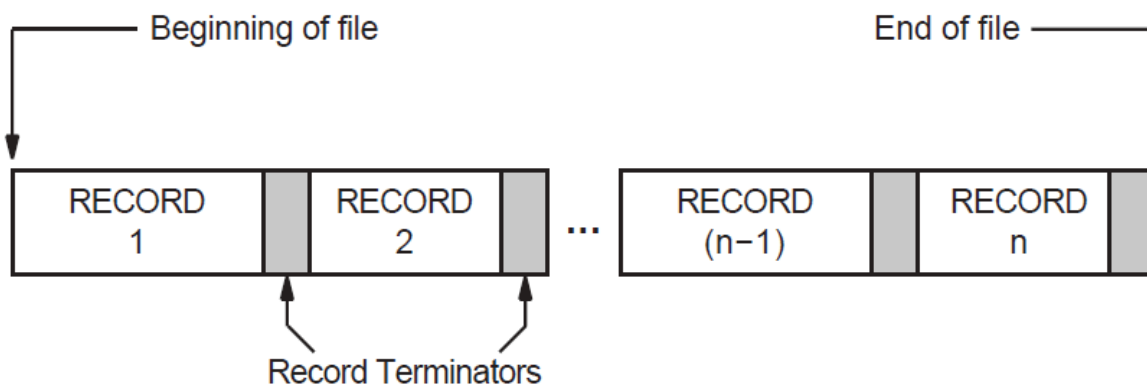 Beginning of file
End of file
RECORD
1
RECORD
2
...
RECORD
(n−1)
RECORD
n
Record Terminators